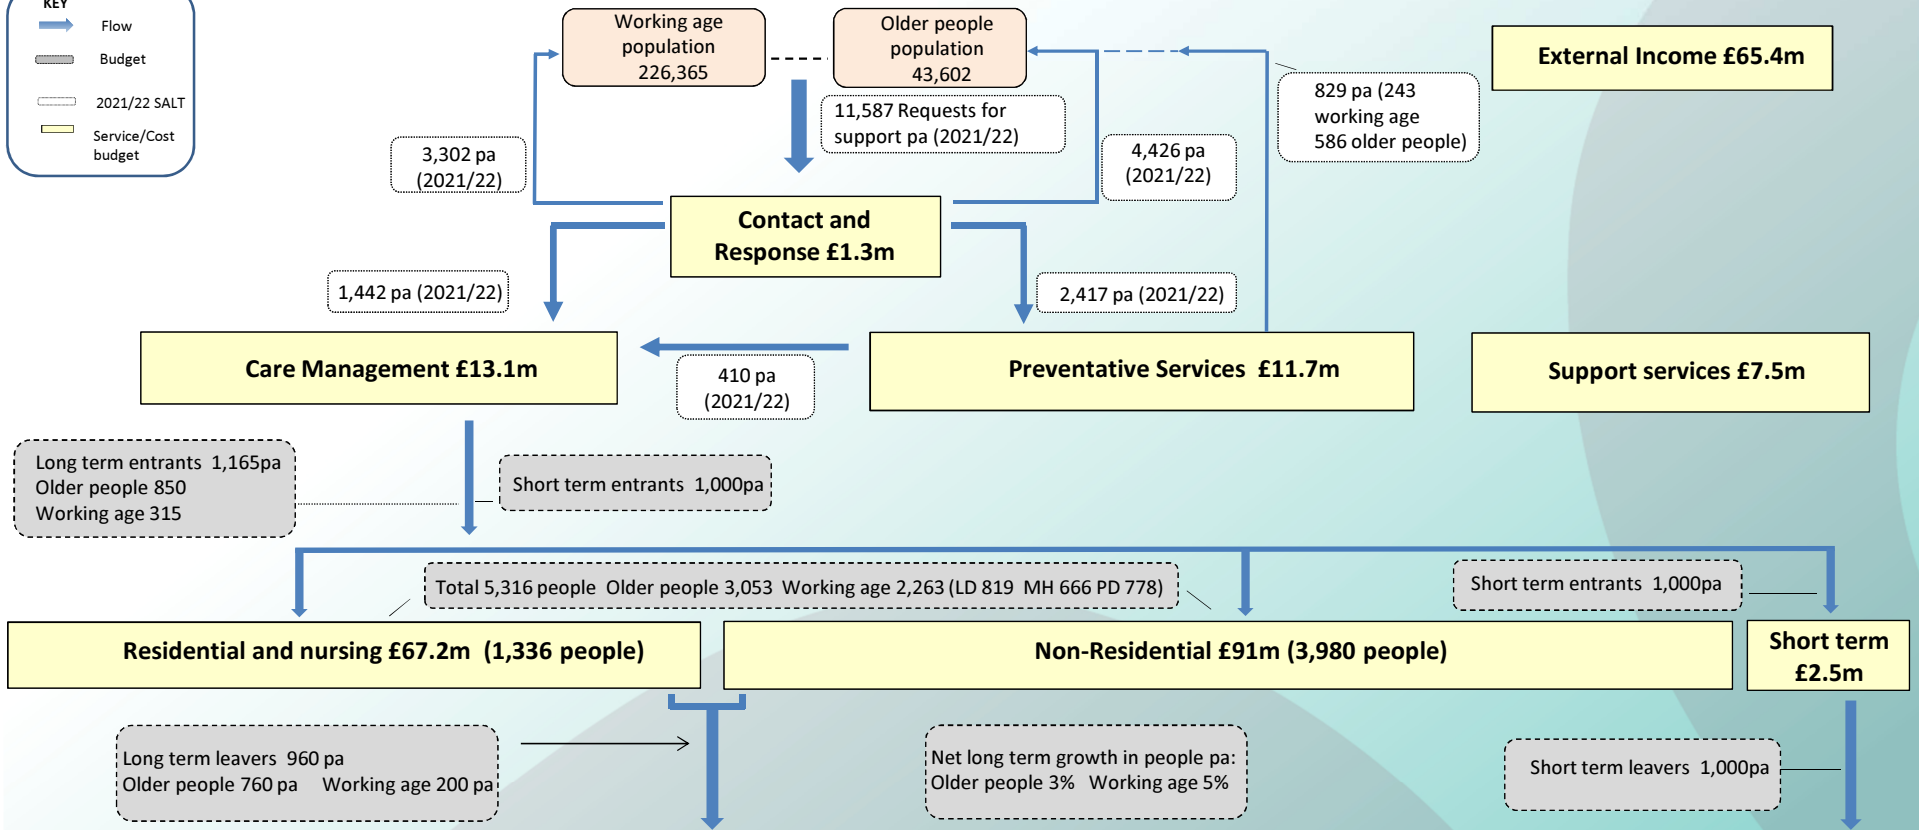 KEY
Flow
Budget
2021/22 SALT
Service/Cost
budget
Working age
population
226,365
Older people
population
43,602
External Income £65.4m
829 pa (243
working age
586 older people)
11,587 Requests for
support pa (2021/22)
3,302 pa
(2021/22)
4,426 pa
(2021/22)
Contact and
Response £1.3m
1,442 pa (2021/22)
2,417 pa (2021/22)
Care Management £13.1m
410 pa
(2021/22)
Preventative Services £11.7m
Support services £7.5m
Long term entrants 1,165pa
Older people 850
Working age 315
Short term entrants 1,000pa
Total 5,316 people Older people 3,053 Working age 2,263 (LD 819 MH 666 PD 778)
Short term entrants 1,000pa
Residential and nursing £67.2m (1,336 people)
Non-Residential £91m (3,980 people)
Short term
£2.5m
Long term leavers 960 pa
Older people 760 pa Working age 200 pa
Net long term growth in people pa:
Older people 3% Working age 5%
Short term leavers 1,000pa